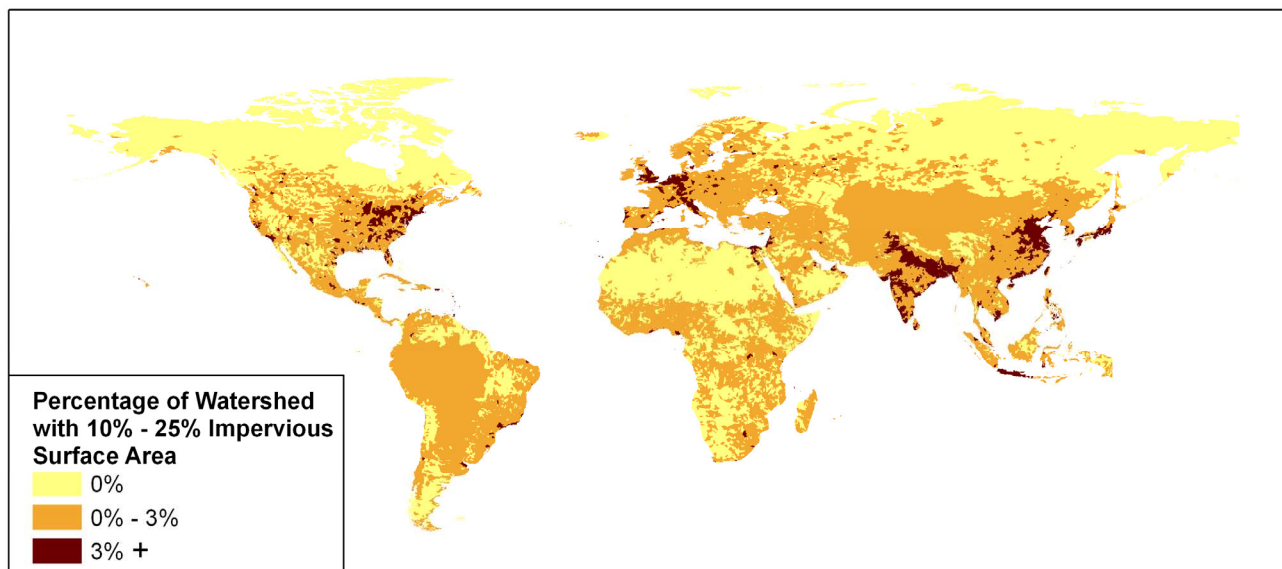 Percentage of Watershed
with 10% - 25% Impervious
Surface Area
0%
0% - 3%
3% +